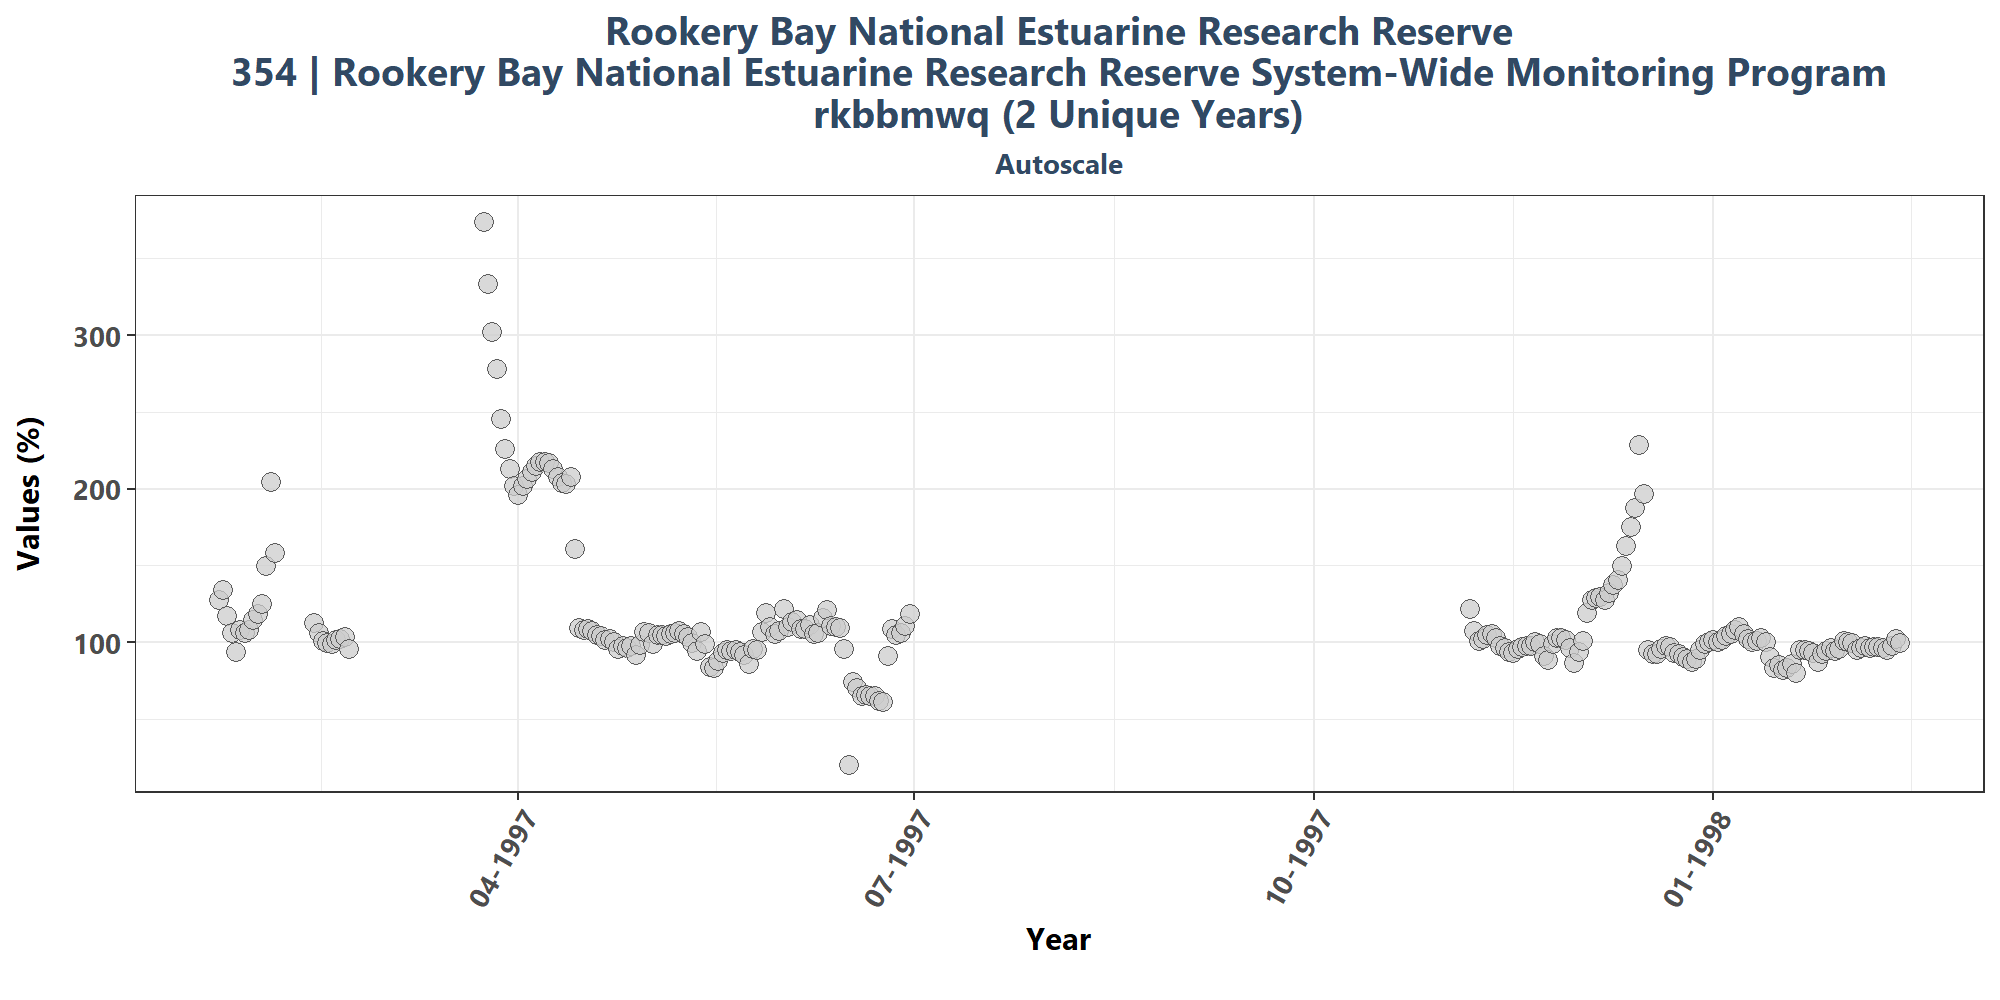 Rookery Bay National Estuarine Research Reserve
354 | Rookery Bay National Estuarine Research Reserve System-Wide Monitoring Program
rkbbmwq (2 Unique Years)
Autoscale
Values (%)
300
200
100
04-1997
07-1997
10-1997
01-1998
Year